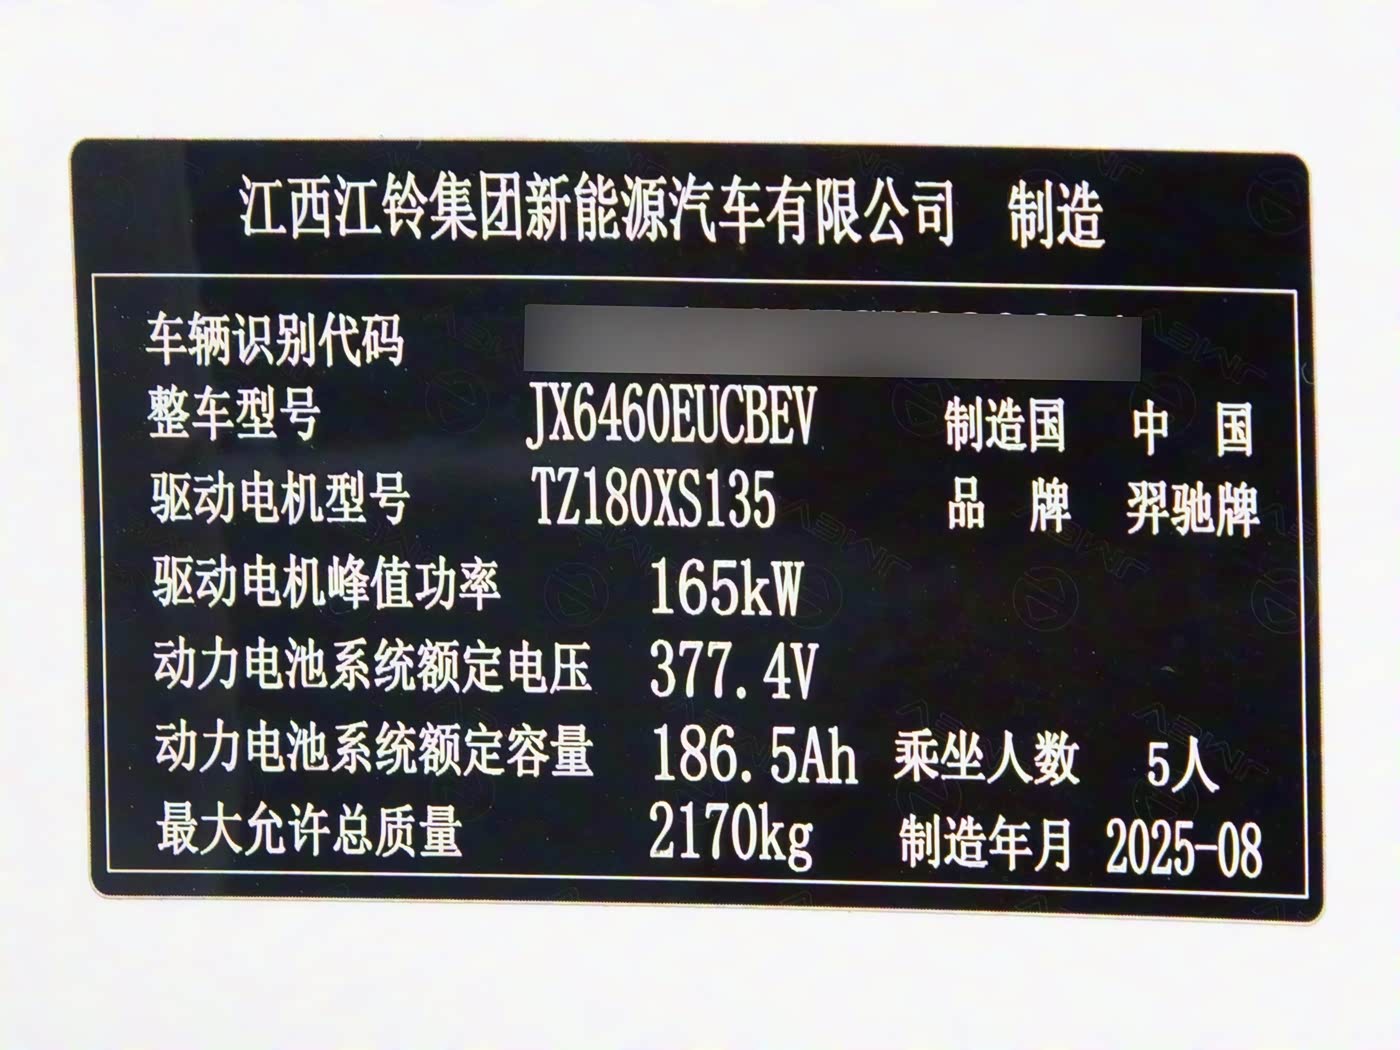 江西江铃集团新能源汽车有限公司 制造
车辆识别代码
整车型号 JX6460EUCBEV 制造国 中 国
驱动电机型号 TZ180XS135 品 牌 羿驰牌
驱动电机峰值功率 165kW
动力电池系统额定电压 377.4V
动力电池系统额定容量 186.5Ah 乘坐人数 5人
最大允许总质量 2170kg 制造年月 2025-08